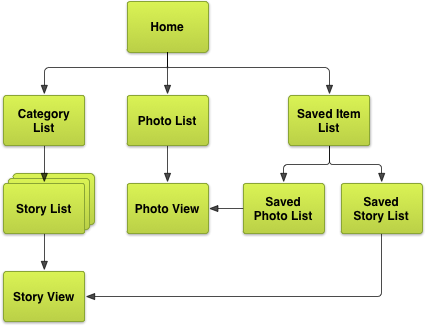 Home
Category
List
Photo List
Saved Item
List
Story List
Photo View
Saved
Photo List
Saved
Story List
Story View